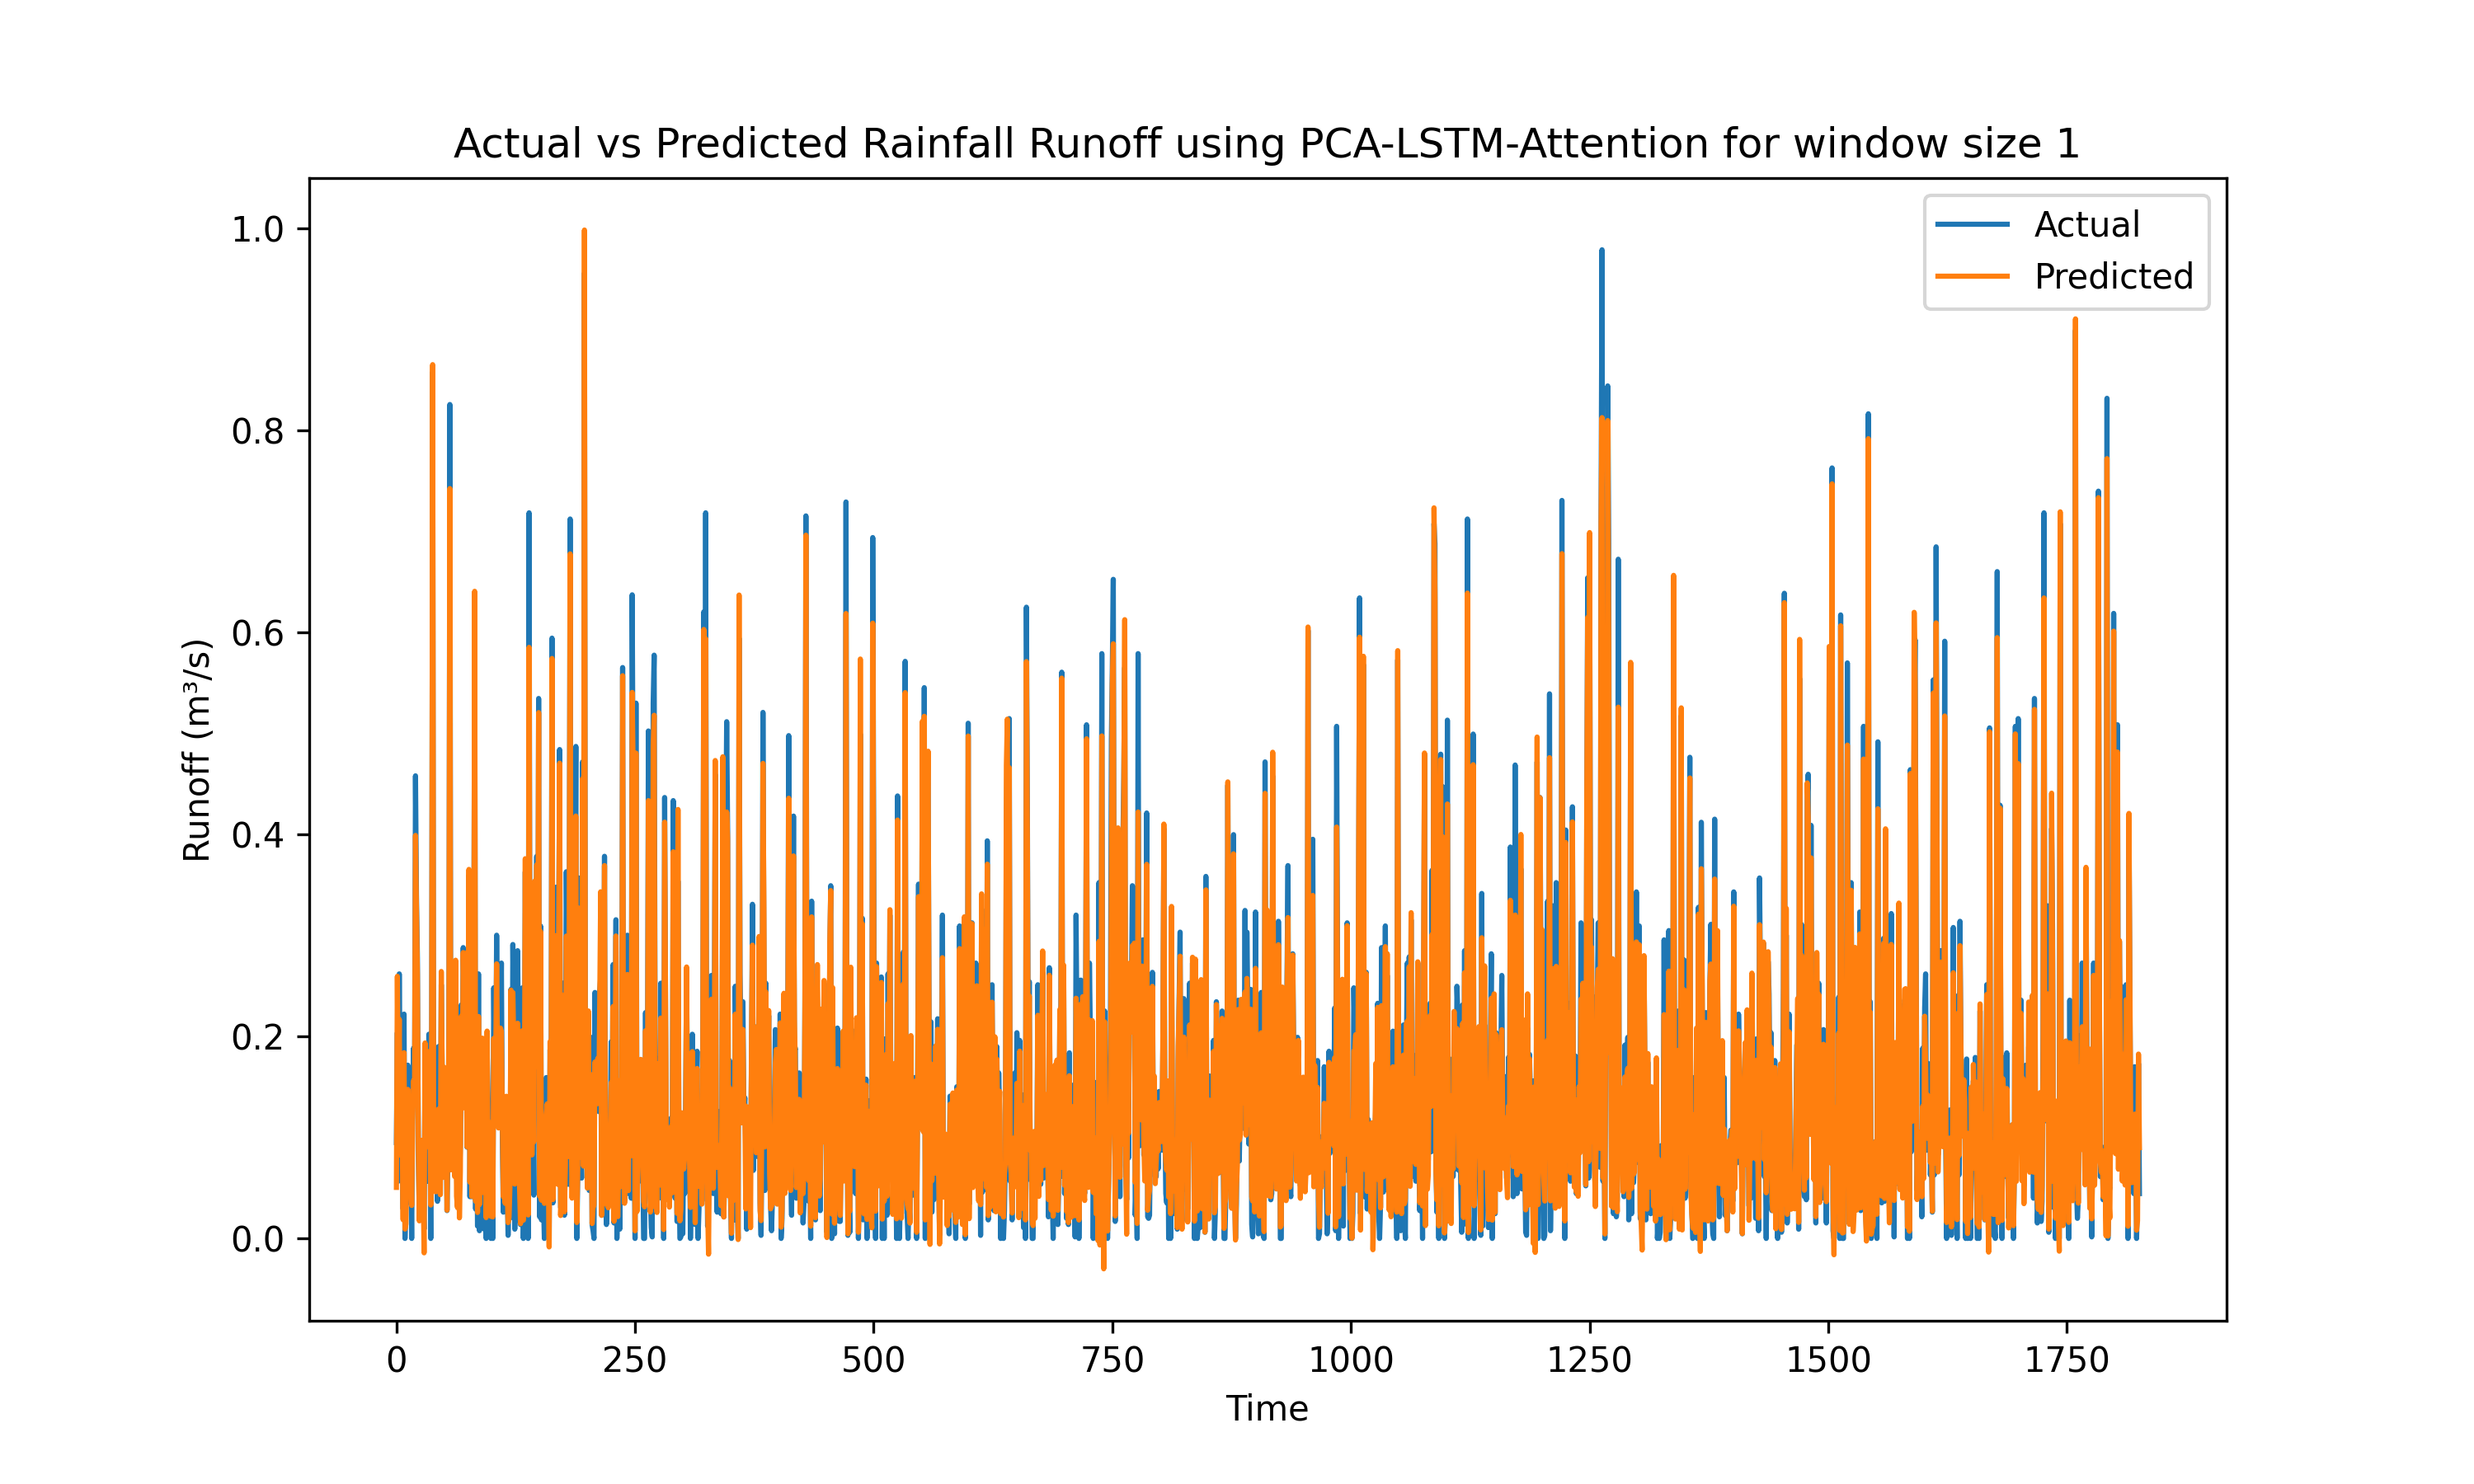 Actual vs Predicted Rainfall Runoff using PCA-LSTM-Attention for window size 1
Actual
Predicted
Runoff (m³/s)
1.0
0.8
0.6
0.4
0.2
0.0
0 250 500 750 1000 1250 1500 1750
Time